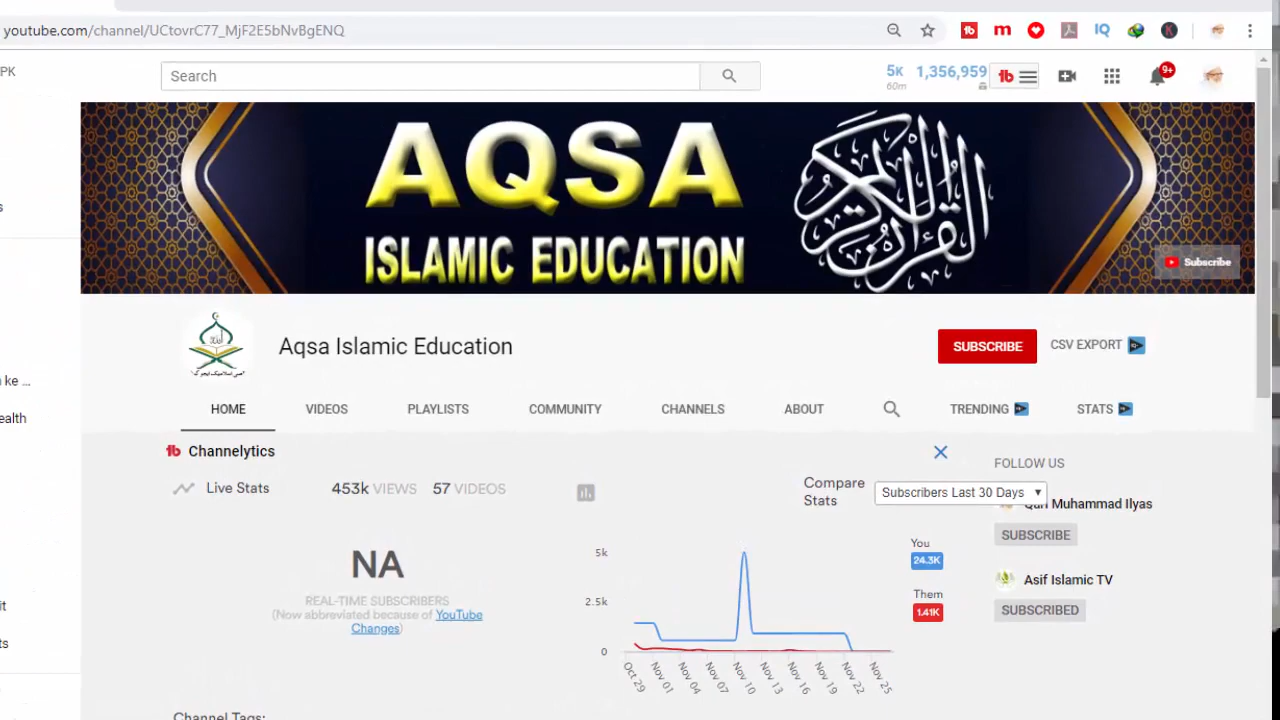 youtube.com/channel/UCtovrC77_MjF2E5bNvBgENQ
PK
Search
5K
60m
1,356,959
9+
AQSA
ISLAMIC EDUCATION
القرآن الكريم
Subscribe
Aqsa Islamic Education
SUBSCRIBE
CSV EXPORT
HOME VIDEOS PLAYLISTS COMMUNITY CHANNELS ABOUT TRENDING STATS
ke ...
ealth
Channelytics
Live Stats 453k VIEWS 57 VIDEOS
Compare Stats
Subscribers Last 30 Days
FOLLOW US
Qari Muhammad Ilyas
SUBSCRIBE
Asif Islamic TV
SUBSCRIBED
NA
REAL-TIME SUBSCRIBERS
(Now abbreviated because of YouTube
Changes)
5k
2.5k
0
Oct 29 Nov 01 Nov 04 Nov 07 Nov 10 Nov 13 Nov 16 Nov 19 Nov 22 Nov 25
You
24.3K
Them
1.41K
Channel Tags: